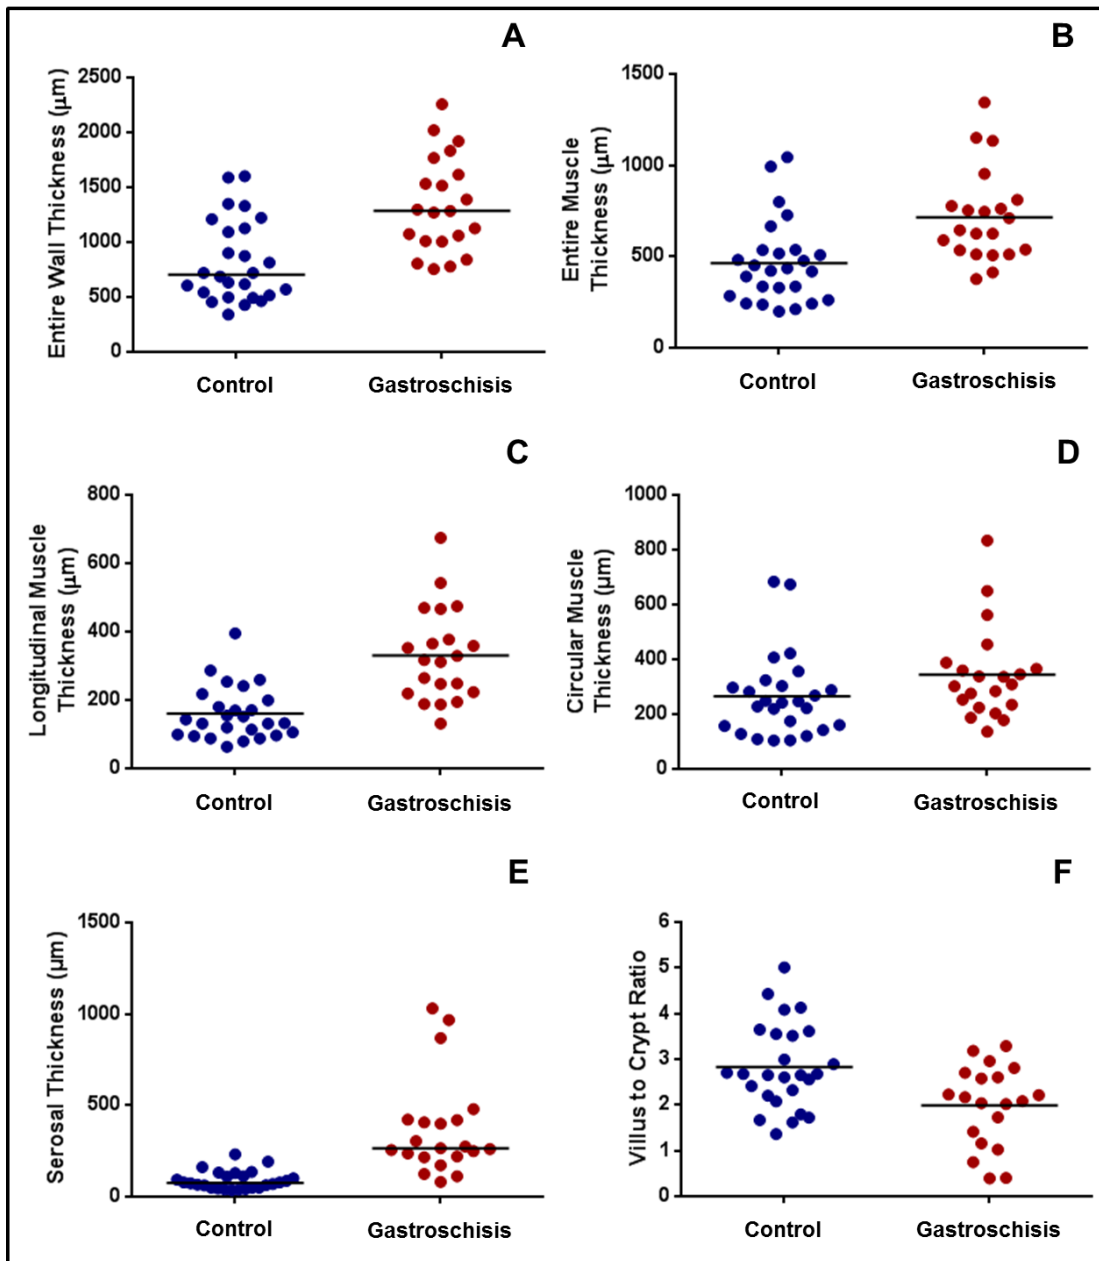 A
Entire Wall Thickness (µm)
2500
2000
1500
1000
500
0
Control
Gastroschisis
B
Entire Muscle
Thickness (µm)
1500
1000
500
0
Control
Gastroschisis
C
Longitudinal Muscle
Thickness (µm)
800
600
400
200
0
Control
Gastroschisis
D
Circular Muscle
Thickness (µm)
1000
800
600
400
200
0
Control
Gastroschisis
E
Serosal Thickness (µm)
1500
1000
500
0
Control
Gastroschisis
F
Villus to Crypt Ratio
6
5
4
3
2
1
0
Control
Gastroschisis